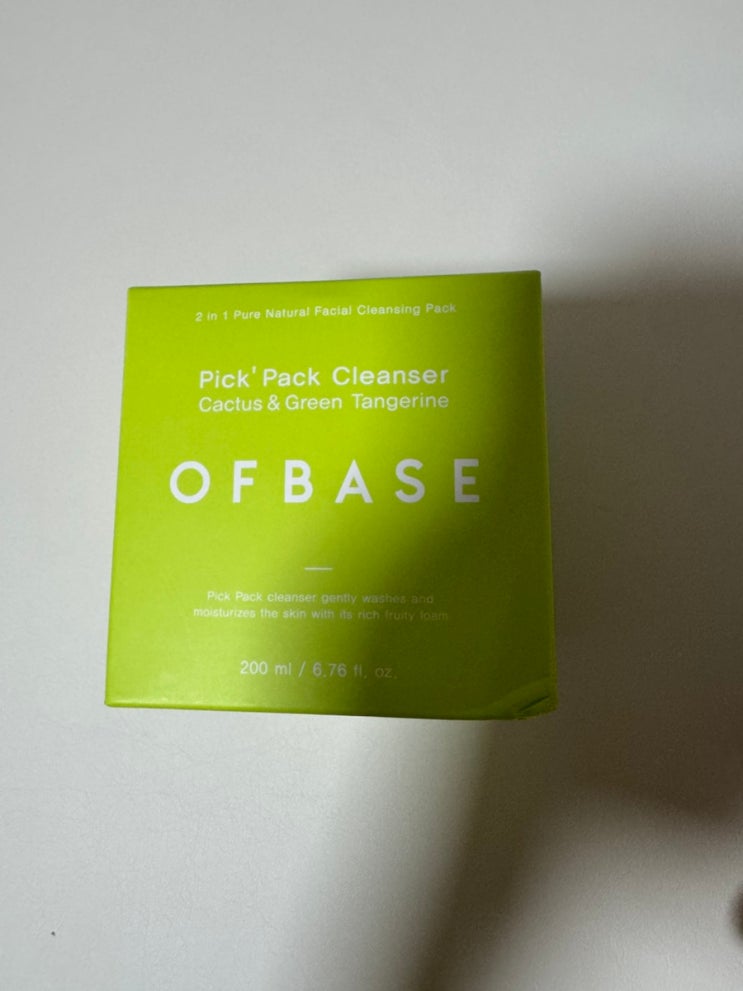 2 in 1 Pure Natural Facial Cleansing Pack
Pick' Pack Cleanser
Cactus & Green Tangerine
OFBASE
Pick Pack cleanser gently washes and
moisturizes the skin with its rich fruity foam
200 ml / 6.76 fl. oz.